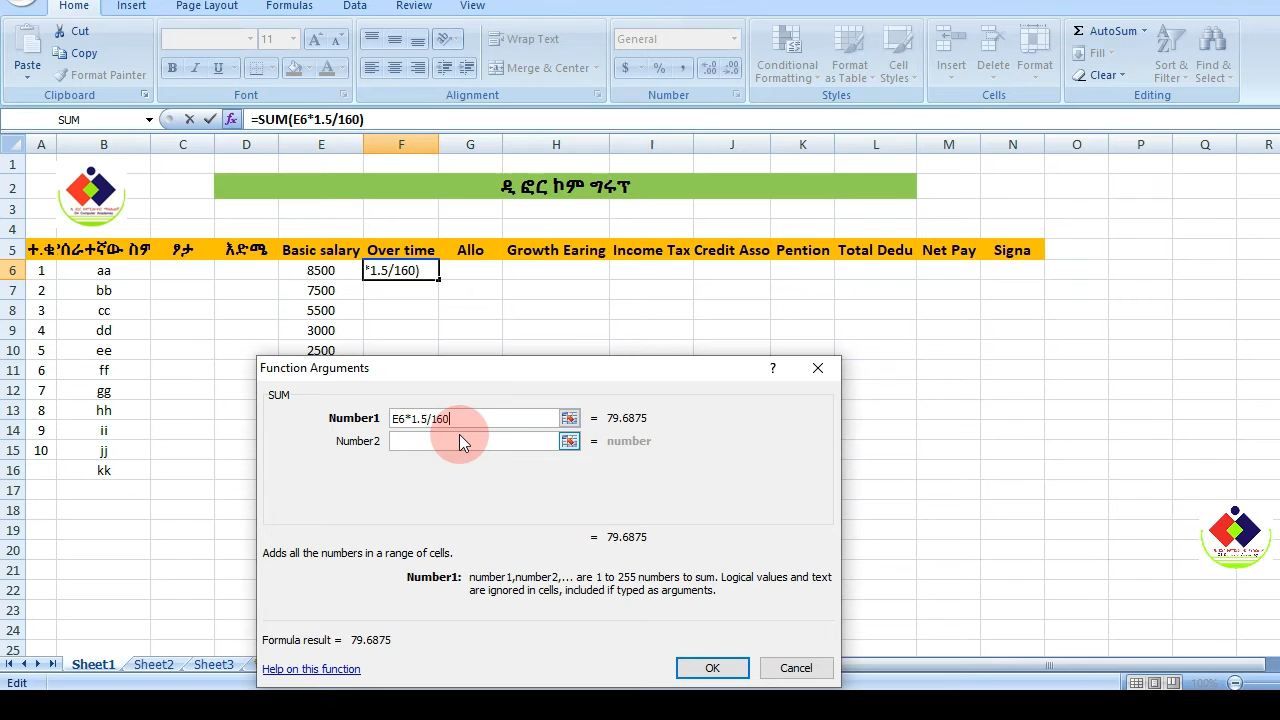 Home Insert Page Layout Formulas Data Review View
Cut
Copy
Format Painter
Paste
Clipboard
11
B I U
Font
Wrap Text
Merge & Center
Alignment
General
$ % ,
Number
Conditional Formatting
Format as Table
Cell Styles
Styles
Insert Delete Format
Cells
AutoSum
Fill
Clear
Sort & Filter
Find & Select
Editing
SUM fx =SUM(E6*1.5/160)
A B C D E F G H I J K L M N O P Q R
1
2 ዲ ፎር ኮም ግሩፕ
3
4
5 ተ.ቁ ሠራተኛው ስም ፆታ እድሜ Basic salary Over time Allo Growth Earing Income Tax Credit Asso Pention Total Dedu Net Pay Signa
6 1 aa 8500 *1.5/160)
7 2 bb 7500
8 3 cc 5500
9 4 dd 3000
10 5 ee 2500
11 6 ff
12 7 gg
13 8 hh
14 9 ii
15 10 jj
16 kk
17
18
19
20
21
22
23
24
25
Function Arguments ?
SUM
Number1 E6*1.5/160 = 79.6875
Number2 = number
= 79.6875
Adds all the numbers in a range of cells.
Number1: number1,number2,... are 1 to 255 numbers to sum. Logical values and text
are ignored in cells, included if typed as arguments.
Formula result = 79.6875
Help on this function
OK Cancel
Sheet1 Sheet2 Sheet3
Edit 100%